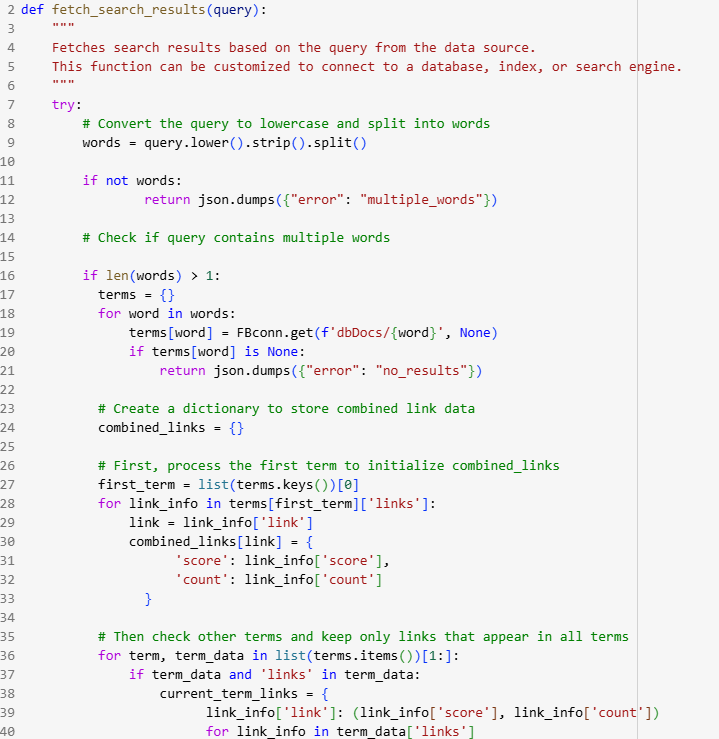 2 def fetch_search_results(query):
3     """
4     Fetches search results based on the query from the data source.
5     This function can be customized to connect to a database, index, or search engine.
6     """
7     try:
8         # Convert the query to lowercase and split into words
9         words = query.lower().strip().split()
10
11         if not words:
12                 return json.dumps({"error": "multiple_words"})
13
14         # Check if query contains multiple words
15
16         if len(words) > 1:
17           terms = {}
18           for word in words:
19               terms[word] = FBconn.get(f'dbDocs/{word}', None)
20               if terms[word] is None:
21                   return json.dumps({"error": "no_results"})
22
23           # Create a dictionary to store combined link data
24           combined_links = {}
25
26           # First, process the first term to initialize combined_links
27           first_term = list(terms.keys())[0]
28           for link_info in terms[first_term]['links']:
29               link = link_info['link']
30               combined_links[link] = {
31                     'score': link_info['score'],
32                     'count': link_info['count']
33                 }
34
35           # Then check other terms and keep only links that appear in all terms
36           for term, term_data in list(terms.items())[1:]:
37               if term_data and 'links' in term_data:
38                   current_term_links = {
39                         link_info['link']: (link_info['score'], link_info['count'])
40                         for link_info in term_data['links']